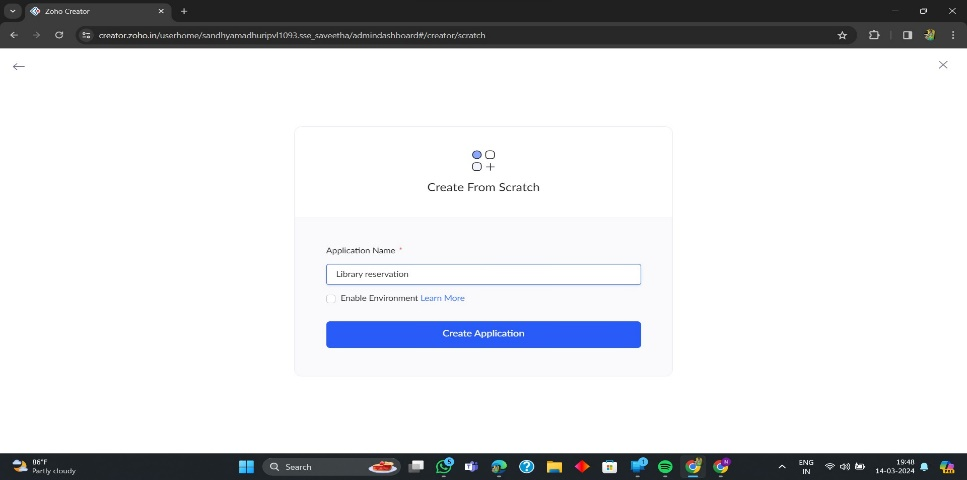 Zoho Creator
creator.zoho.in/userhome/sandhyamadhuripvl1093.sse_saveetha/admindashboard#/creator/scratch
Create From Scratch
Application Name *
Library reservation
Enable Environment Learn More
Create Application
86°F
Partly cloudy
Search
ENG
IN
19:48
14-03-2024